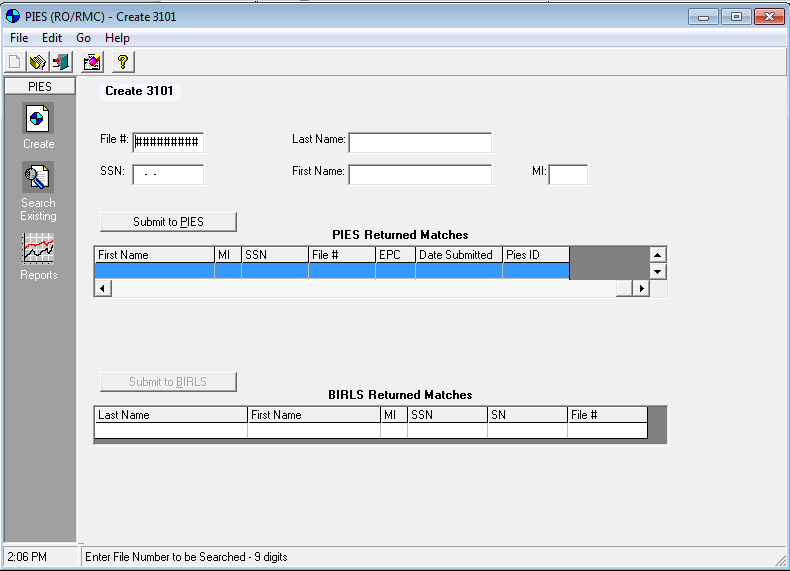 PIES (RO/RMC) - Create 3101
File Edit Go Help
PIES
Create
Search
Existing
Reports
Create 3101
File #: ######### Last Name:
SSN: - - First Name: MI:
Submit to PIES
PIES Returned Matches
First Name MI SSN File # EPC Date Submitted Pies ID
Submit to BIRLS
BIRLS Returned Matches
Last Name First Name MI SSN SN File #
2:06 PM Enter File Number to be Searched - 9 digits